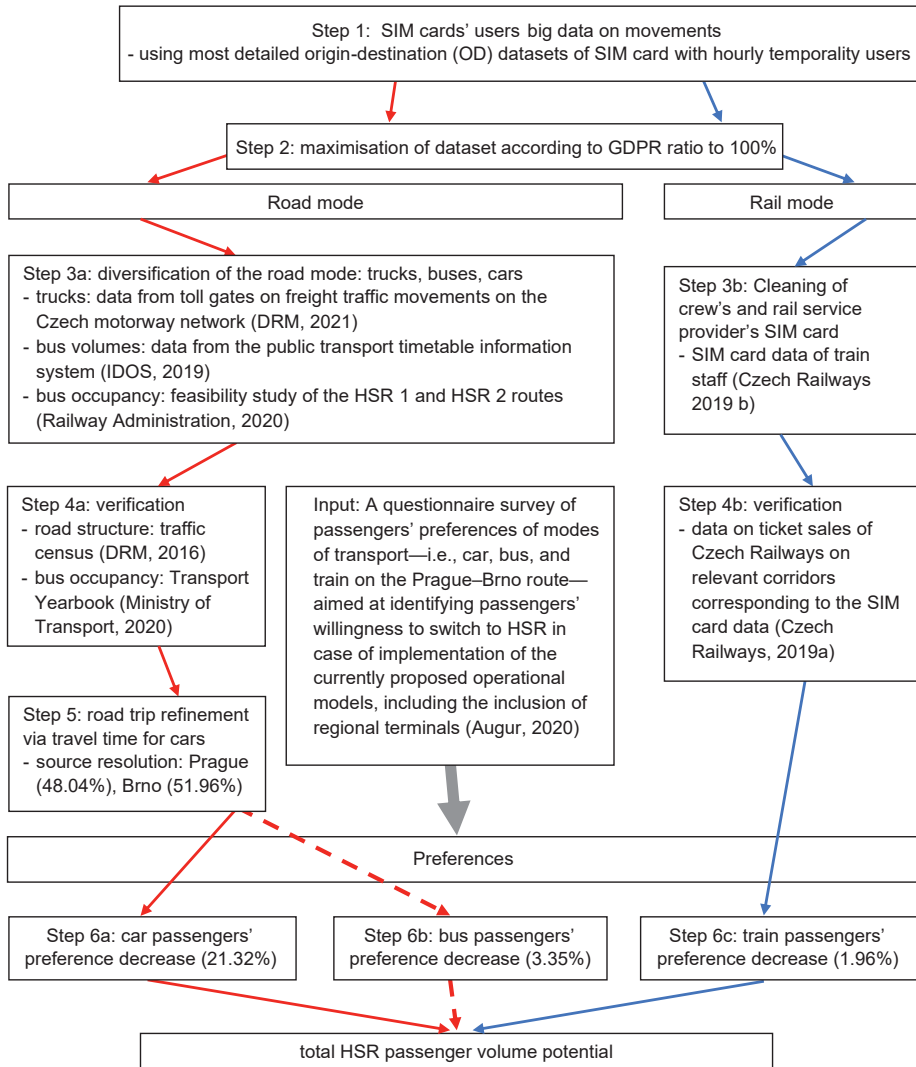 Step 1: SIM cards' users big data on movements
- using most detailed origin-destination (OD) datasets of SIM card with hourly temporality users
Step 2: maximisation of dataset according to GDPR ratio to 100%
Road mode
Rail mode
Step 3a: diversification of the road mode: trucks, buses, cars
- trucks: data from toll gates on freight traffic movements on the
Czech motorway network (DRM, 2021)
- bus volumes: data from the public transport timetable information
system (IDOS, 2019)
- bus occupancy: feasibility study of the HSR 1 and HSR 2 routes
(Railway Administration, 2020)
Step 3b: Cleaning of
crew's and rail service
provider's SIM card
- SIM card data of train
staff (Czech Railways
2019 b)
Step 4a: verification
- road structure: traffic
census (DRM, 2016)
- bus occupancy: Transport
Yearbook (Ministry of
Transport, 2020)
Input: A questionnaire survey of
passengers' preferences of modes
of transport—i.e., car, bus, and
train on the Prague–Brno route—
aimed at identifying passengers'
willingness to switch to HSR in
case of implementation of the
currently proposed operational
models, including the inclusion of
regional terminals (Augur, 2020)
Step 4b: verification
- data on ticket sales of
Czech Railways on
relevant corridors
corresponding to the SIM
card data (Czech
Railways, 2019a)
Step 5: road trip refinement
via travel time for cars
- source resolution: Prague
(48.04%), Brno (51.96%)
Preferences
Step 6a: car passengers'
preference decrease (21.32%)
Step 6b: bus passengers'
preference decrease (3.35%)
Step 6c: train passengers'
preference decrease (1.96%)
total HSR passenger volume potential